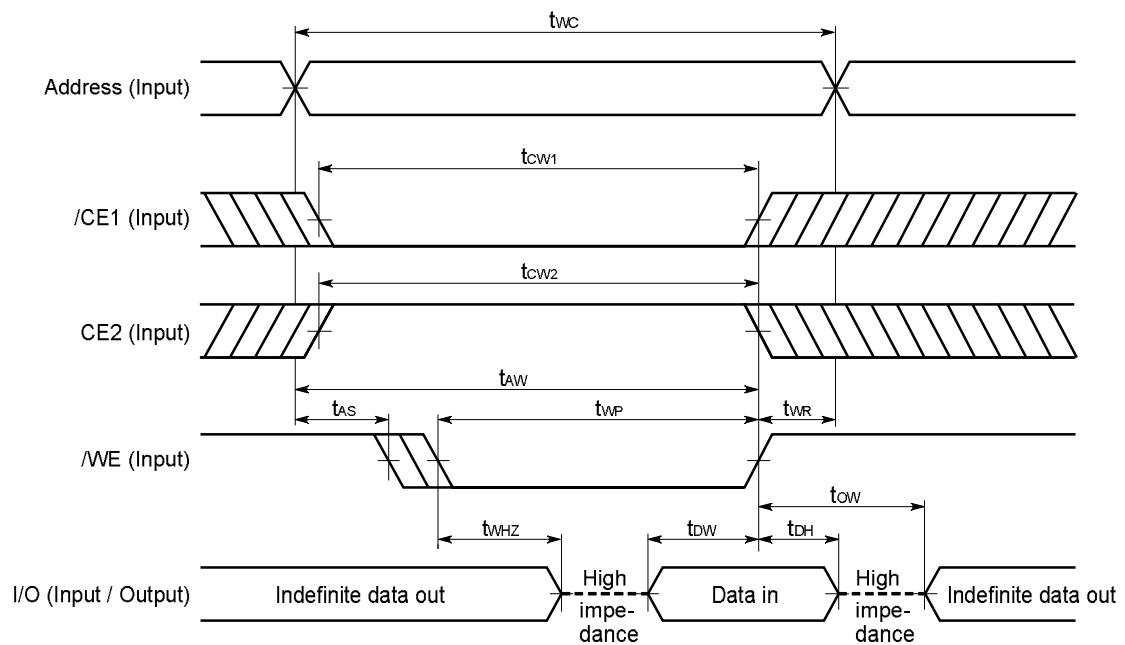 tWC
Address (Input)
tCW1
/CE1 (Input)
tCW2
CE2 (Input)
tAW
tAS
tWP
tWR
/WE (Input)
tOW
tWHZ
tDW
tDH
I/O (Input / Output)
Indefinite data out
High
impe-
dance
Data in
High
impe-
dance
Indefinite data out